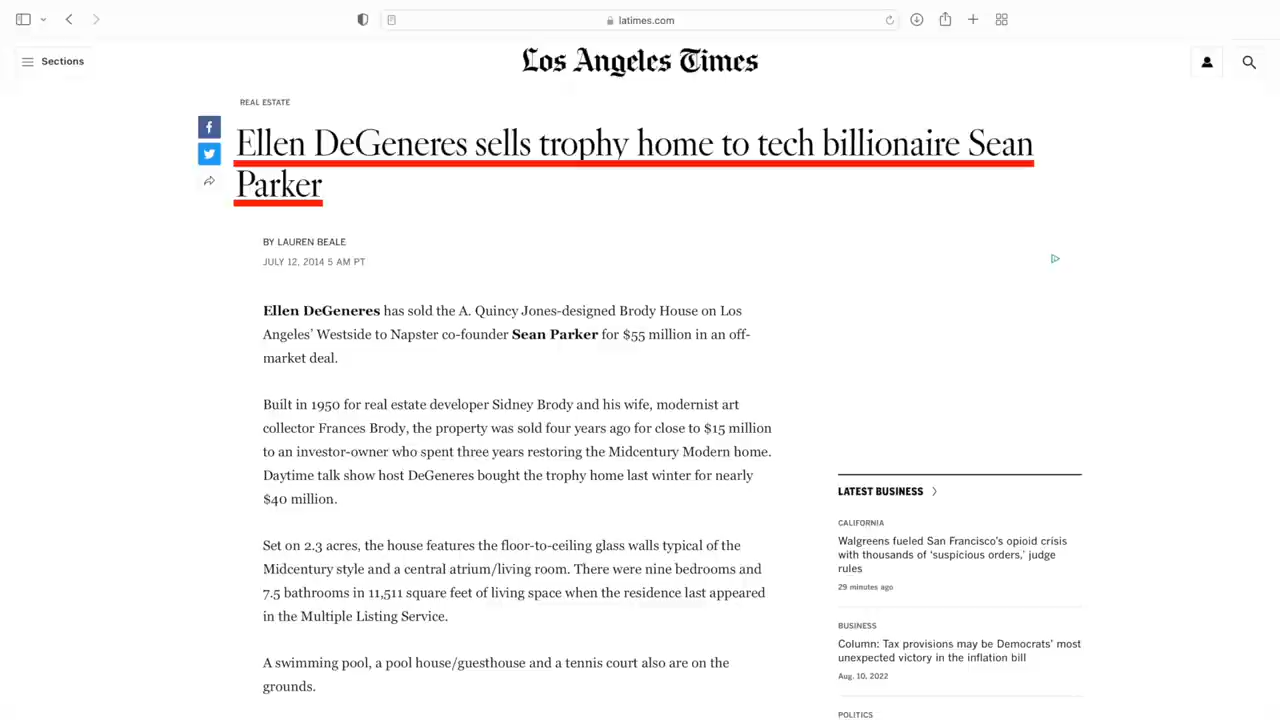 latimes.com
Sections
Los Angeles Times
REAL ESTATE
Ellen DeGeneres sells trophy home to tech billionaire Sean
Parker
BY LAUREN BEALE
JULY 12, 2014 5 AM PT
Ellen DeGeneres has sold the A. Quincy Jones-designed Brody House on Los
Angeles’ Westside to Napster co-founder Sean Parker for $55 million in an off-
market deal.
Built in 1950 for real estate developer Sidney Brody and his wife, modernist art
collector Frances Brody, the property was sold four years ago for close to $15 million
to an investor-owner who spent three years restoring the Midcentury Modern home.
Daytime talk show host DeGeneres bought the trophy home last winter for nearly
$40 million.
Set on 2.3 acres, the house features the floor-to-ceiling glass walls typical of the
Midcentury style and a central atrium/living room. There were nine bedrooms and
7.5 bathrooms in 11,511 square feet of living space when the residence last appeared
in the Multiple Listing Service.
A swimming pool, a pool house/guesthouse and a tennis court also are on the
grounds.
LATEST BUSINESS
CALIFORNIA
Walgreens fueled San Francisco’s opioid crisis
with thousands of ‘suspicious orders,’ judge
rules
29 minutes ago
BUSINESS
Column: Tax provisions may be Democrats’ most
unexpected victory in the inflation bill
Aug. 10, 2022
POLITICS